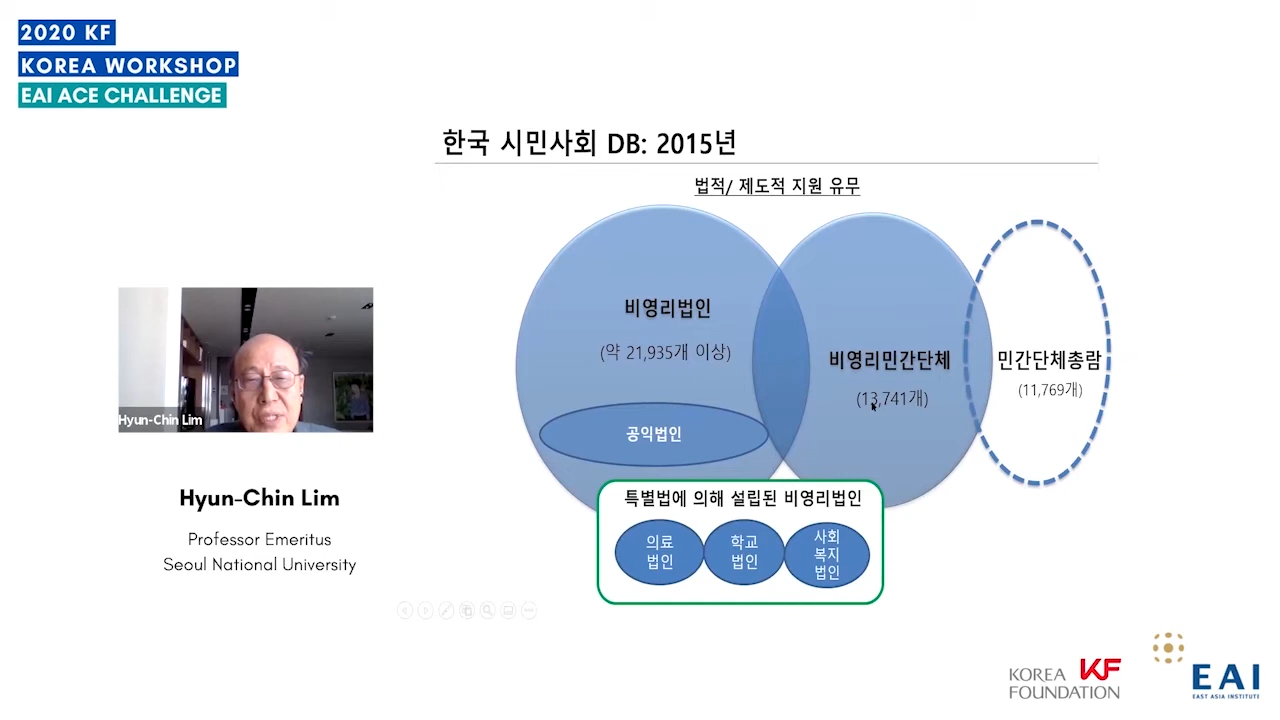 2020 KF
KOREA WORKSHOP
EAI ACE CHALLENGE
한국 시민사회 DB: 2015년
법적/ 제도적 지원 유무
비영리법인
(약 21,935개 이상)
공익법인
비영리민간단체
(13,741개)
민간단체총람
(11,769개)
특별법에 의해 설립된 비영리법인
의료
법인
학교
법인
사회
복지
법인
Hyun-Chin Lim
Hyun-Chin Lim
Professor Emeritus
Seoul National University
KOREA KF
FOUNDATION
EAI
EAST ASIA INSTITUTE